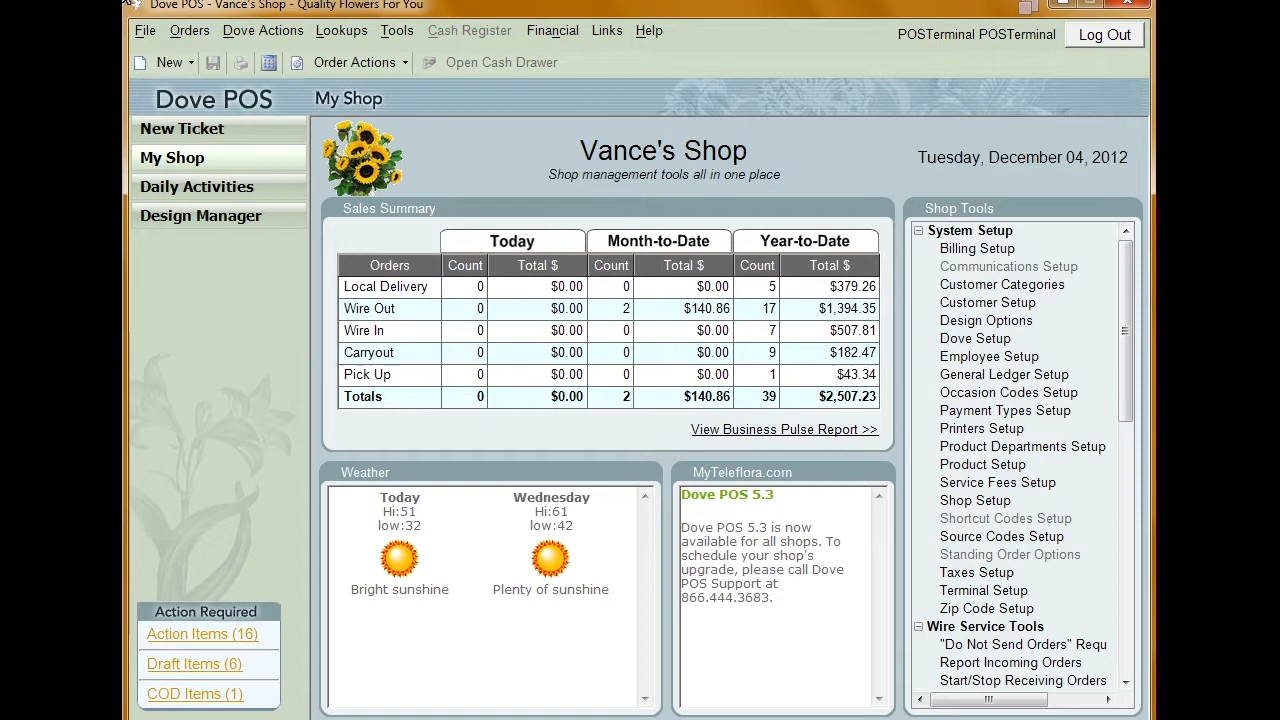 Dove POS - Vance's Shop - Quality Flowers For You
File Orders Dove Actions Lookups Tools Cash Register Financial Links Help
POSTerminal POSTerminal Log Out
New Order Actions Open Cash Drawer
Dove POS My Shop
New Ticket
My Shop
Daily Activities
Design Manager
Vance's Shop
Shop management tools all in one place
Tuesday, December 04, 2012
Sales Summary
Today Month-to-Date Year-to-Date
Orders Count Total $ Count Total $ Count Total $
Local Delivery 0 $0.00 0 $0.00 5 $379.26
Wire Out 0 $0.00 2 $140.86 17 $1,394.35
Wire In 0 $0.00 0 $0.00 7 $507.81
Carryout 0 $0.00 0 $0.00 9 $182.47
Pick Up 0 $0.00 0 $0.00 1 $43.34
Totals 0 $0.00 2 $140.86 39 $2,507.23
View Business Pulse Report >>
Shop Tools
System Setup
Billing Setup
Communications Setup
Customer Categories
Customer Setup
Design Options
Dove Setup
Employee Setup
General Ledger Setup
Occasion Codes Setup
Payment Types Setup
Printers Setup
Product Departments Setup
Product Setup
Service Fees Setup
Shop Setup
Shortcut Codes Setup
Source Codes Setup
Standing Order Options
Taxes Setup
Terminal Setup
Zip Code Setup
Wire Service Tools
"Do Not Send Orders" Requ
Report Incoming Orders
Start/Stop Receiving Orders
Weather
Today
Hi:51
low:32
Bright sunshine
Wednesday
Hi:61
low:42
Plenty of sunshine
MyTeleflora.com
Dove POS 5.3
Dove POS 5.3 is now
available for all shops. To
schedule your shop's
upgrade, please call Dove
POS Support at
866.444.3683.
Action Required
Action Items (16)
Draft Items (6)
COD Items (1)